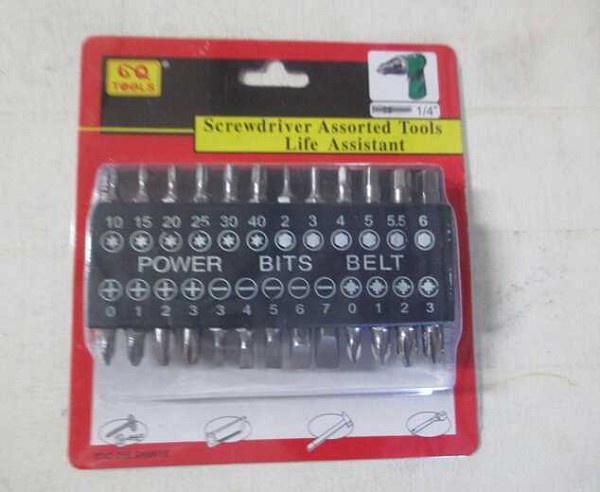 GQ
TOOLS
®
1/4"
Screwdriver Assorted Tools
Life Assistant
10 15 20 25 30 40 2 3 4 5 5.5 6
POWER BITS BELT
0 1 2 3 3 4 5 6 7 0 1 2 3